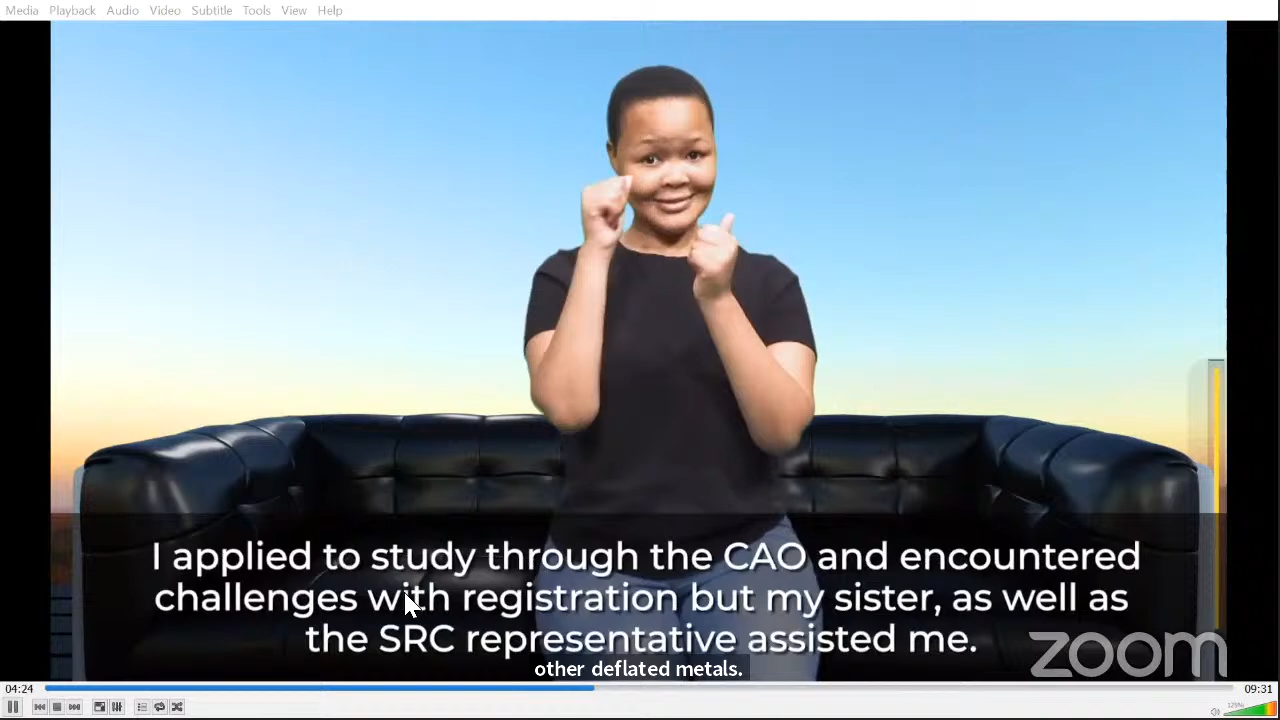 Media Playback Audio Video Subtitle Tools View Help
I applied to study through the CAO and encountered
challenges with registration but my sister, as well as
the SRC representative assisted me.
other deflated metals.
zoom
04:24
09:31
129%